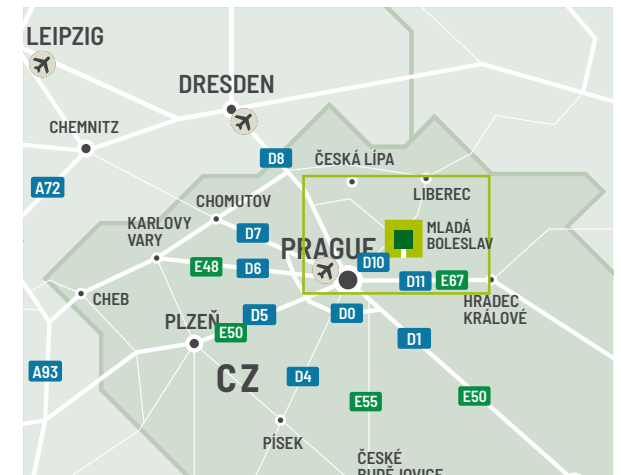 LEIPZIG
DRESDEN
CHEMNITZ
D8
ČESKÁ LÍPA
A72
CHOMUTOV
LIBEREC
KARLOVY
VARY
D7
MLADÁ
BOLESLAV
PRAGUE
D10
E48
D6
D11
E67
CHEB
HRADEC
KRÁLOVÉ
D5
D0
PLZEŇ
E50
D1
A93
CZ
D4
E55
E50
PÍSEK
ČESKÉ
BUDĚJOVICE